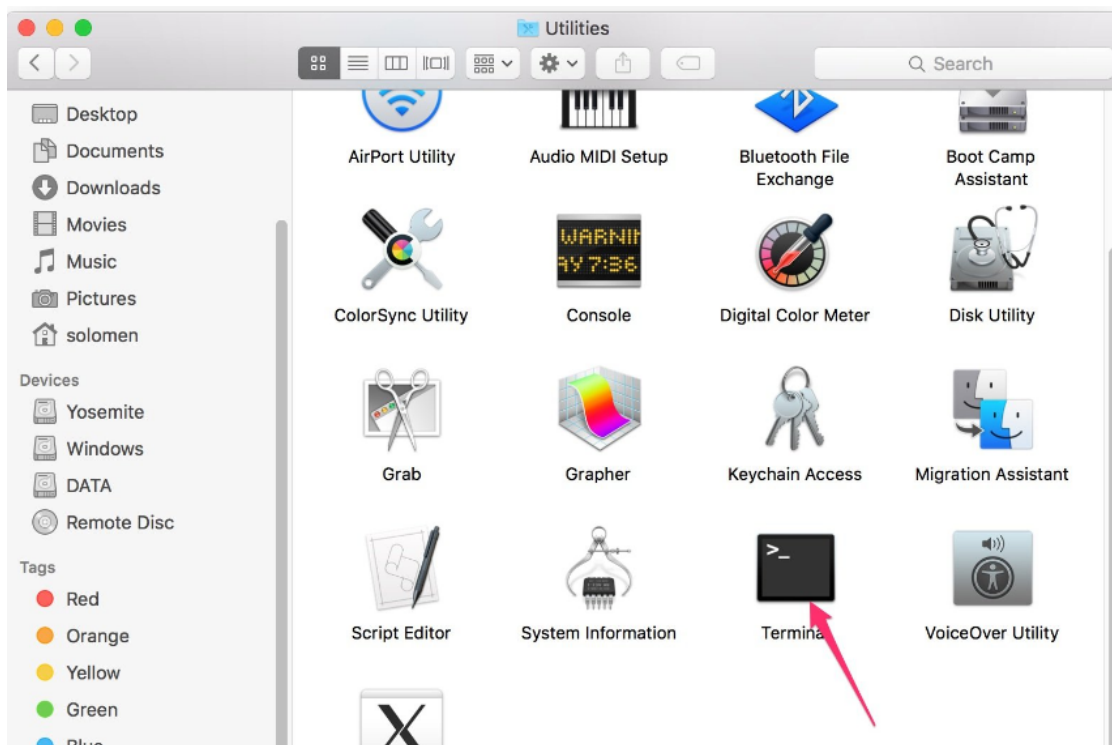 Utilities
Search
Desktop
Documents
Downloads
Movies
Music
Pictures
solomen
Devices
Yosemite
Windows
DATA
Remote Disc
Tags
Red
Orange
Yellow
Green
Blue
AirPort Utility
Audio MIDI Setup
Bluetooth File
Exchange
Boot Camp
Assistant
ColorSync Utility
WARNIN
AY 7:36
Console
Digital Color Meter
Disk Utility
Grab
Grapher
Keychain Access
Migration Assistant
Script Editor
System Information
>_
Terminal
VoiceOver Utility
X